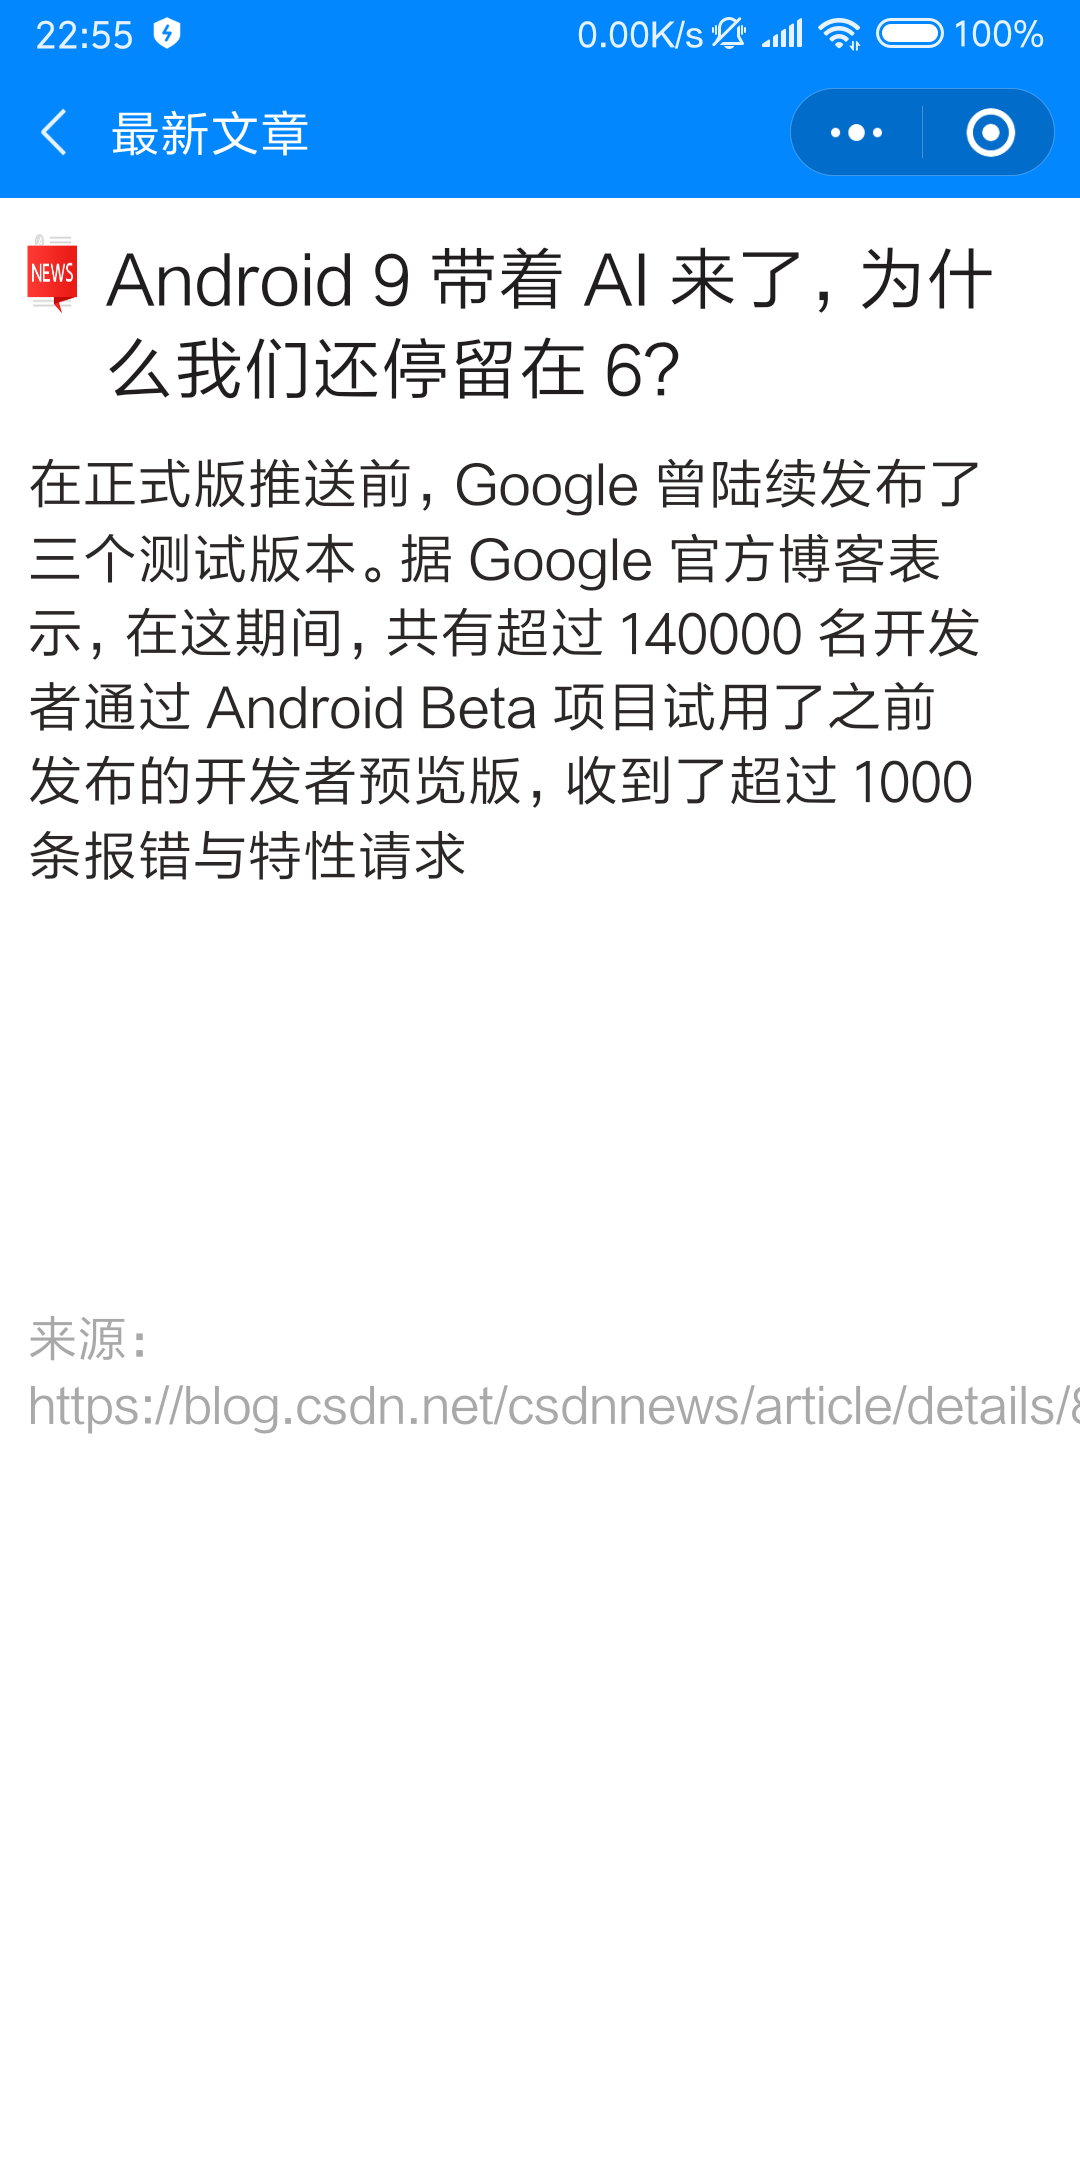 22:55 0.00K/s 100%
最新文章
NEWS
Android 9 带着 AI 来了，为什
么我们还停留在 6？
在正式版推送前，Google 曾陆续发布了
三个测试版本。据 Google 官方博客表
示，在这期间，共有超过 140000 名开发
者通过 Android Beta 项目试用了之前
发布的开发者预览版，收到了超过 1000
条报错与特性请求
来源：
https://blog.csdn.net/csdnnews/article/details/